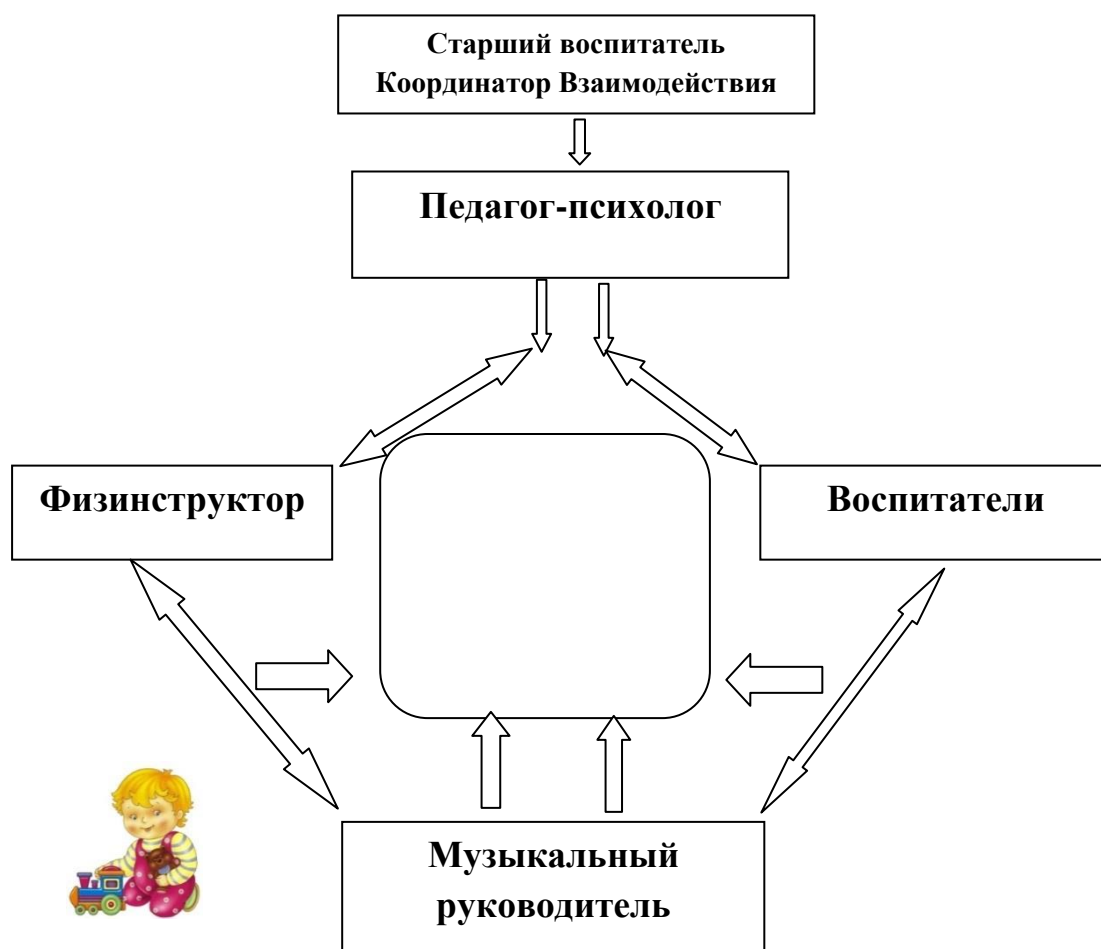 Старший воспитатель
Координатор Взаимодействия
Педагог-психолог
Физинструктор
Воспитатели
Музыкальный
руководитель